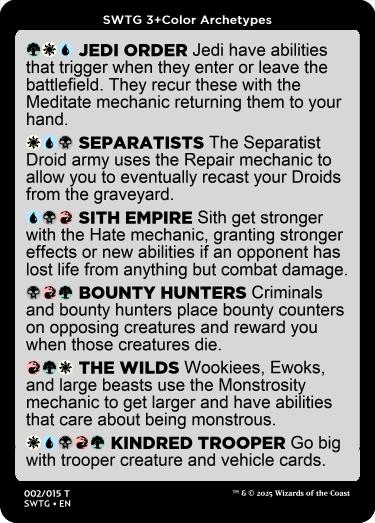 SWTG 3+Color Archetypes
JEDI ORDER Jedi have abilities
that trigger when they enter or leave the
battlefield. They recur these with the
Meditate mechanic returning them to your
hand.
SEPARATISTS The Separatist
Droid army uses the Repair mechanic to
allow you to eventually recast your Droids
from the graveyard.
SITH EMPIRE Sith get stronger
with the Hate mechanic, granting stronger
effects or new abilities if an opponent has
lost life from anything but combat damage.
BOUNTY HUNTERS Criminals
and bounty hunters place bounty counters
on opposing creatures and reward you
when those creatures die.
THE WILDS Wookiees, Ewoks,
and large beasts use the Monstrosity
mechanic to get larger and have abilities
that care about being monstrous.
KINDRED TROOPER Go big
with trooper creature and vehicle cards.
002/015 T
SWTG • EN
™ & © 2025 Wizards of the Coast